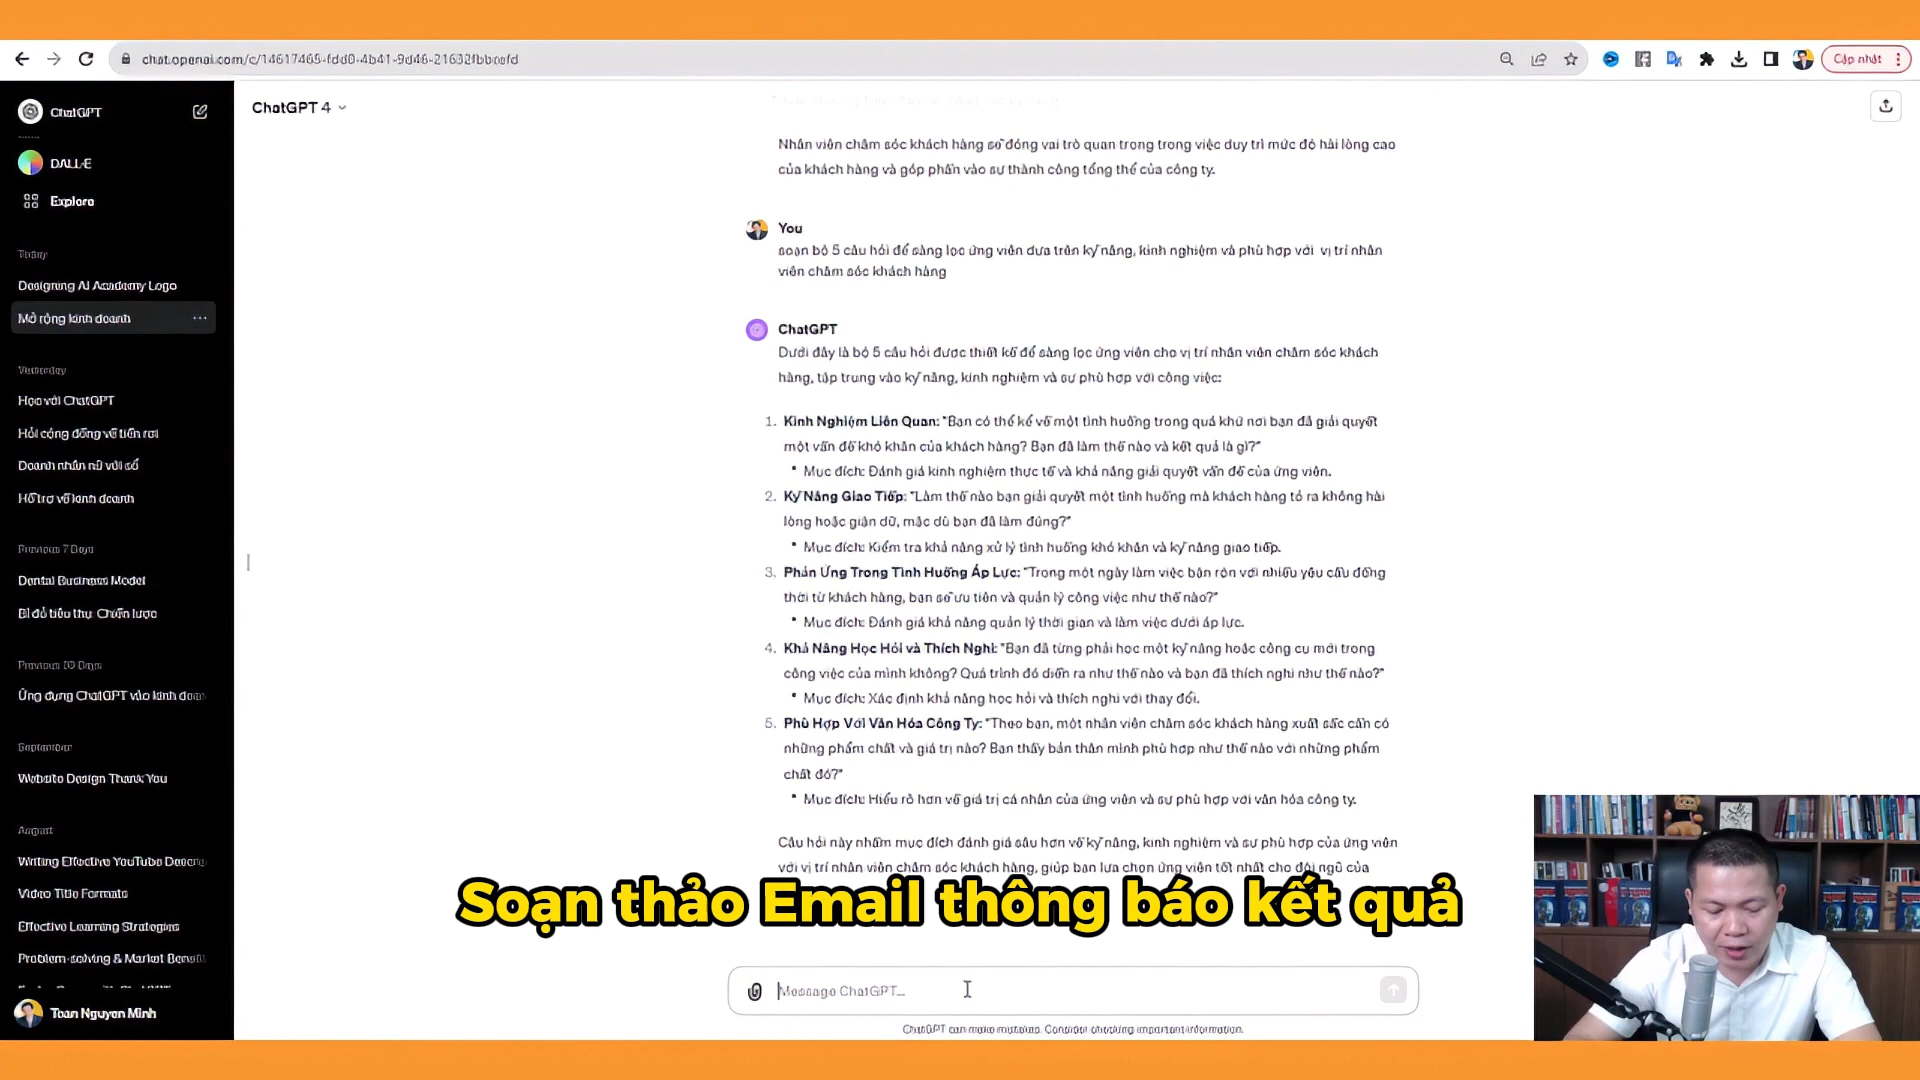 chat.openai.com/c/14617465-fdd0-4b41-9d46-21632fbbeefd
Cập nhật
ChatGPT
DALL·E
Explore
Today
Designing AI Academy Logo
Mở rộng kinh doanh
Yesterday
Học với ChatGPT
Hỏi cộng đồng về tiền rơi
Doanh nhân nữ với số
Hỗ trợ về kinh doanh
Previous 7 Days
Dental Business Model
Bí đỏ tiêu thụ: Chiến lược
Previous 30 Days
Ứng dụng ChatGPT vào kinh doan
September
Website Design Thank You
August
Writing Effective YouTube Descrip
Video Title Formats
Effective Learning Strategies
Problem-solving & Market Benefi
Toan Nguyen Minh
ChatGPT 4
Nhân viên chăm sóc khách hàng sẽ đóng vai trò quan trọng trong việc duy trì mức độ hài lòng cao
của khách hàng và góp phần vào sự thành công tổng thể của công ty.
You
soạn bộ 5 câu hỏi để sàng lọc ứng viên dựa trên kỹ năng, kinh nghiệm và phù hợp với vị trí nhân
viên chăm sóc khách hàng
ChatGPT
Dưới đây là bộ 5 câu hỏi được thiết kế để sàng lọc ứng viên cho vị trí nhân viên chăm sóc khách
hàng, tập trung vào kỹ năng, kinh nghiệm và sự phù hợp với công việc:
1. Kinh Nghiệm Liên Quan: "Bạn có thể kể về một tình huống trong quá khứ nơi bạn đã giải quyết
một vấn đề khó khăn của khách hàng? Bạn đã làm thế nào và kết quả là gì?"
• Mục đích: Đánh giá kinh nghiệm thực tế và khả năng giải quyết vấn đề của ứng viên.
2. Kỹ Năng Giao Tiếp: "Làm thế nào bạn giải quyết một tình huống mà khách hàng tỏ ra không hài
lòng hoặc giận dữ, mặc dù bạn đã làm đúng?"
• Mục đích: Kiểm tra khả năng xử lý tình huống khó khăn và kỹ năng giao tiếp.
3. Phản Ứng Trong Tình Huống Áp Lực: "Trong một ngày làm việc bận rộn với nhiều yêu cầu đồng
thời từ khách hàng, bạn sẽ ưu tiên và quản lý công việc như thế nào?"
• Mục đích: Đánh giá khả năng quản lý thời gian và làm việc dưới áp lực.
4. Khả Năng Học Hỏi và Thích Nghi: "Bạn đã từng phải học một kỹ năng hoặc công cụ mới trong
công việc của mình không? Quá trình đó diễn ra như thế nào và bạn đã thích nghi như thế nào?"
• Mục đích: Xác định khả năng học hỏi và thích nghi với thay đổi.
5. Phù Hợp Với Văn Hóa Công Ty: "Theo bạn, một nhân viên chăm sóc khách hàng xuất sắc cần có
những phẩm chất và giá trị nào? Bạn thấy bản thân mình phù hợp như thế nào với những phẩm
chất đó?"
• Mục đích: Hiểu rõ hơn về giá trị cá nhân của ứng viên và sự phù hợp với văn hóa công ty.
Câu hỏi này nhằm mục đích đánh giá sâu hơn về kỹ năng, kinh nghiệm và sự phù hợp của ứng viên
với vị trí nhân viên chăm sóc khách hàng, giúp bạn lựa chọn ứng viên tốt nhất cho đội ngũ của
Soạn thảo Email thông báo kết quả
Message ChatGPT...
ChatGPT can make mistakes. Consider checking important information.